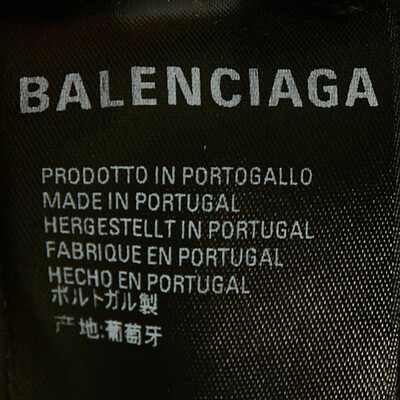 BALENCIAGA
PRODOTTO IN PORTOGALLO
MADE IN PORTUGAL
HERGESTELLT IN PORTUGAL
FABRIQUE EN PORTUGAL
HECHO EN PORTUGAL
ポルトガル製
产地:葡萄牙